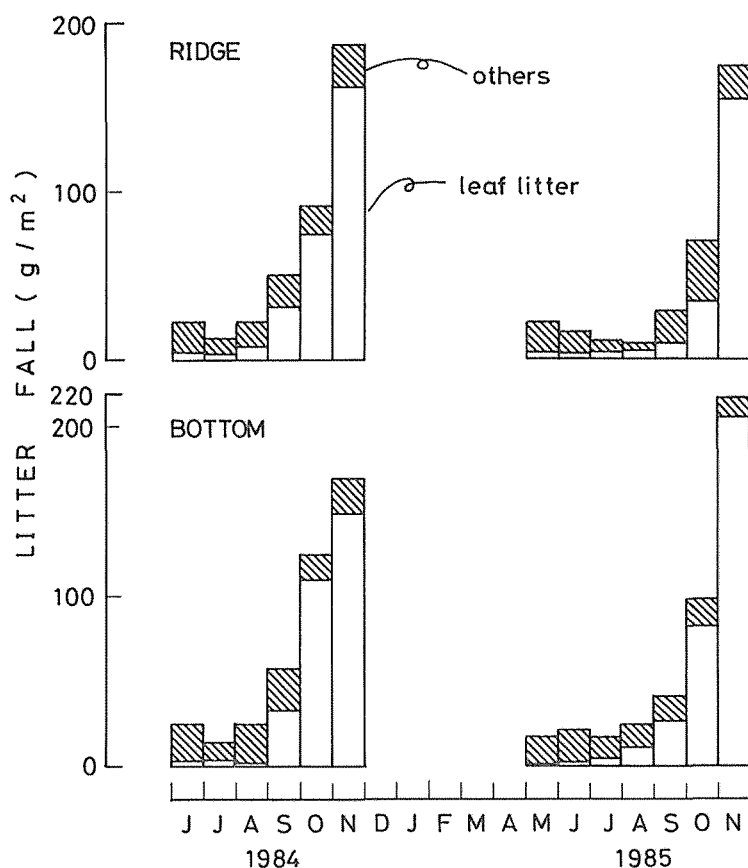 200
RIDGE
others
100
leaf litter
0
220
200
BOTTOM
100
0
LITTER FALL (g/m²)
J J A S O N D J F M A M J J A S O N
1984 1985